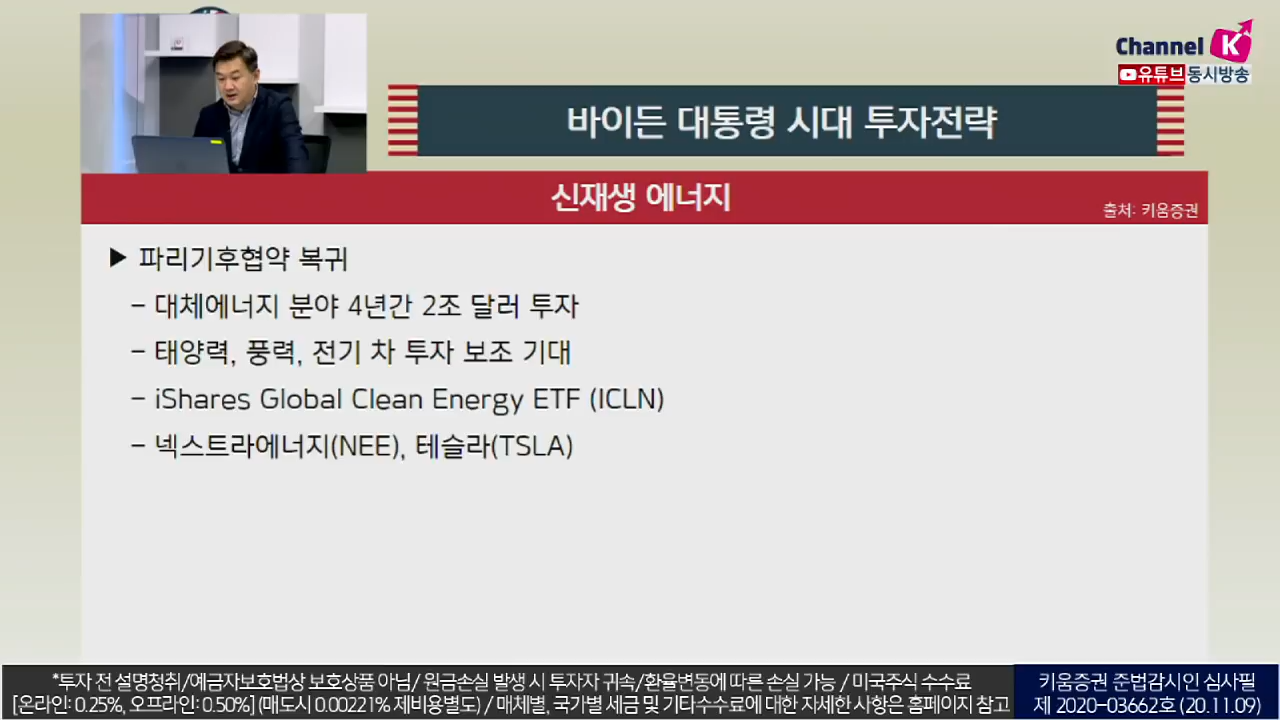 Channel K
유튜브동시방송
바이든 대통령 시대 투자전략
신재생 에너지
출처: 키움증권
▶ 파리기후협약 복귀
- 대체에너지 분야 4년간 2조 달러 투자
- 태양력, 풍력, 전기 차 투자 보조 기대
- iShares Global Clean Energy ETF (ICLN)
- 넥스트라에너지(NEE), 테슬라(TSLA)
*투자 전 설명청취/예금자보호법상 보호상품 아님/ 원금손실 발생 시 투자자 귀속/환율변동에 따른 손실 가능 / 미국주식 수수료
[온라인: 0.25%, 오프라인: 0.50%] (매도시 0.00221% 제비용별도) / 매체별, 국가별 세금 및 기타수수료에 대한 자세한 사항은 홈페이지 참고
키움증권 준법감시인 심사필
제 2020-03662호 (20.11.09)